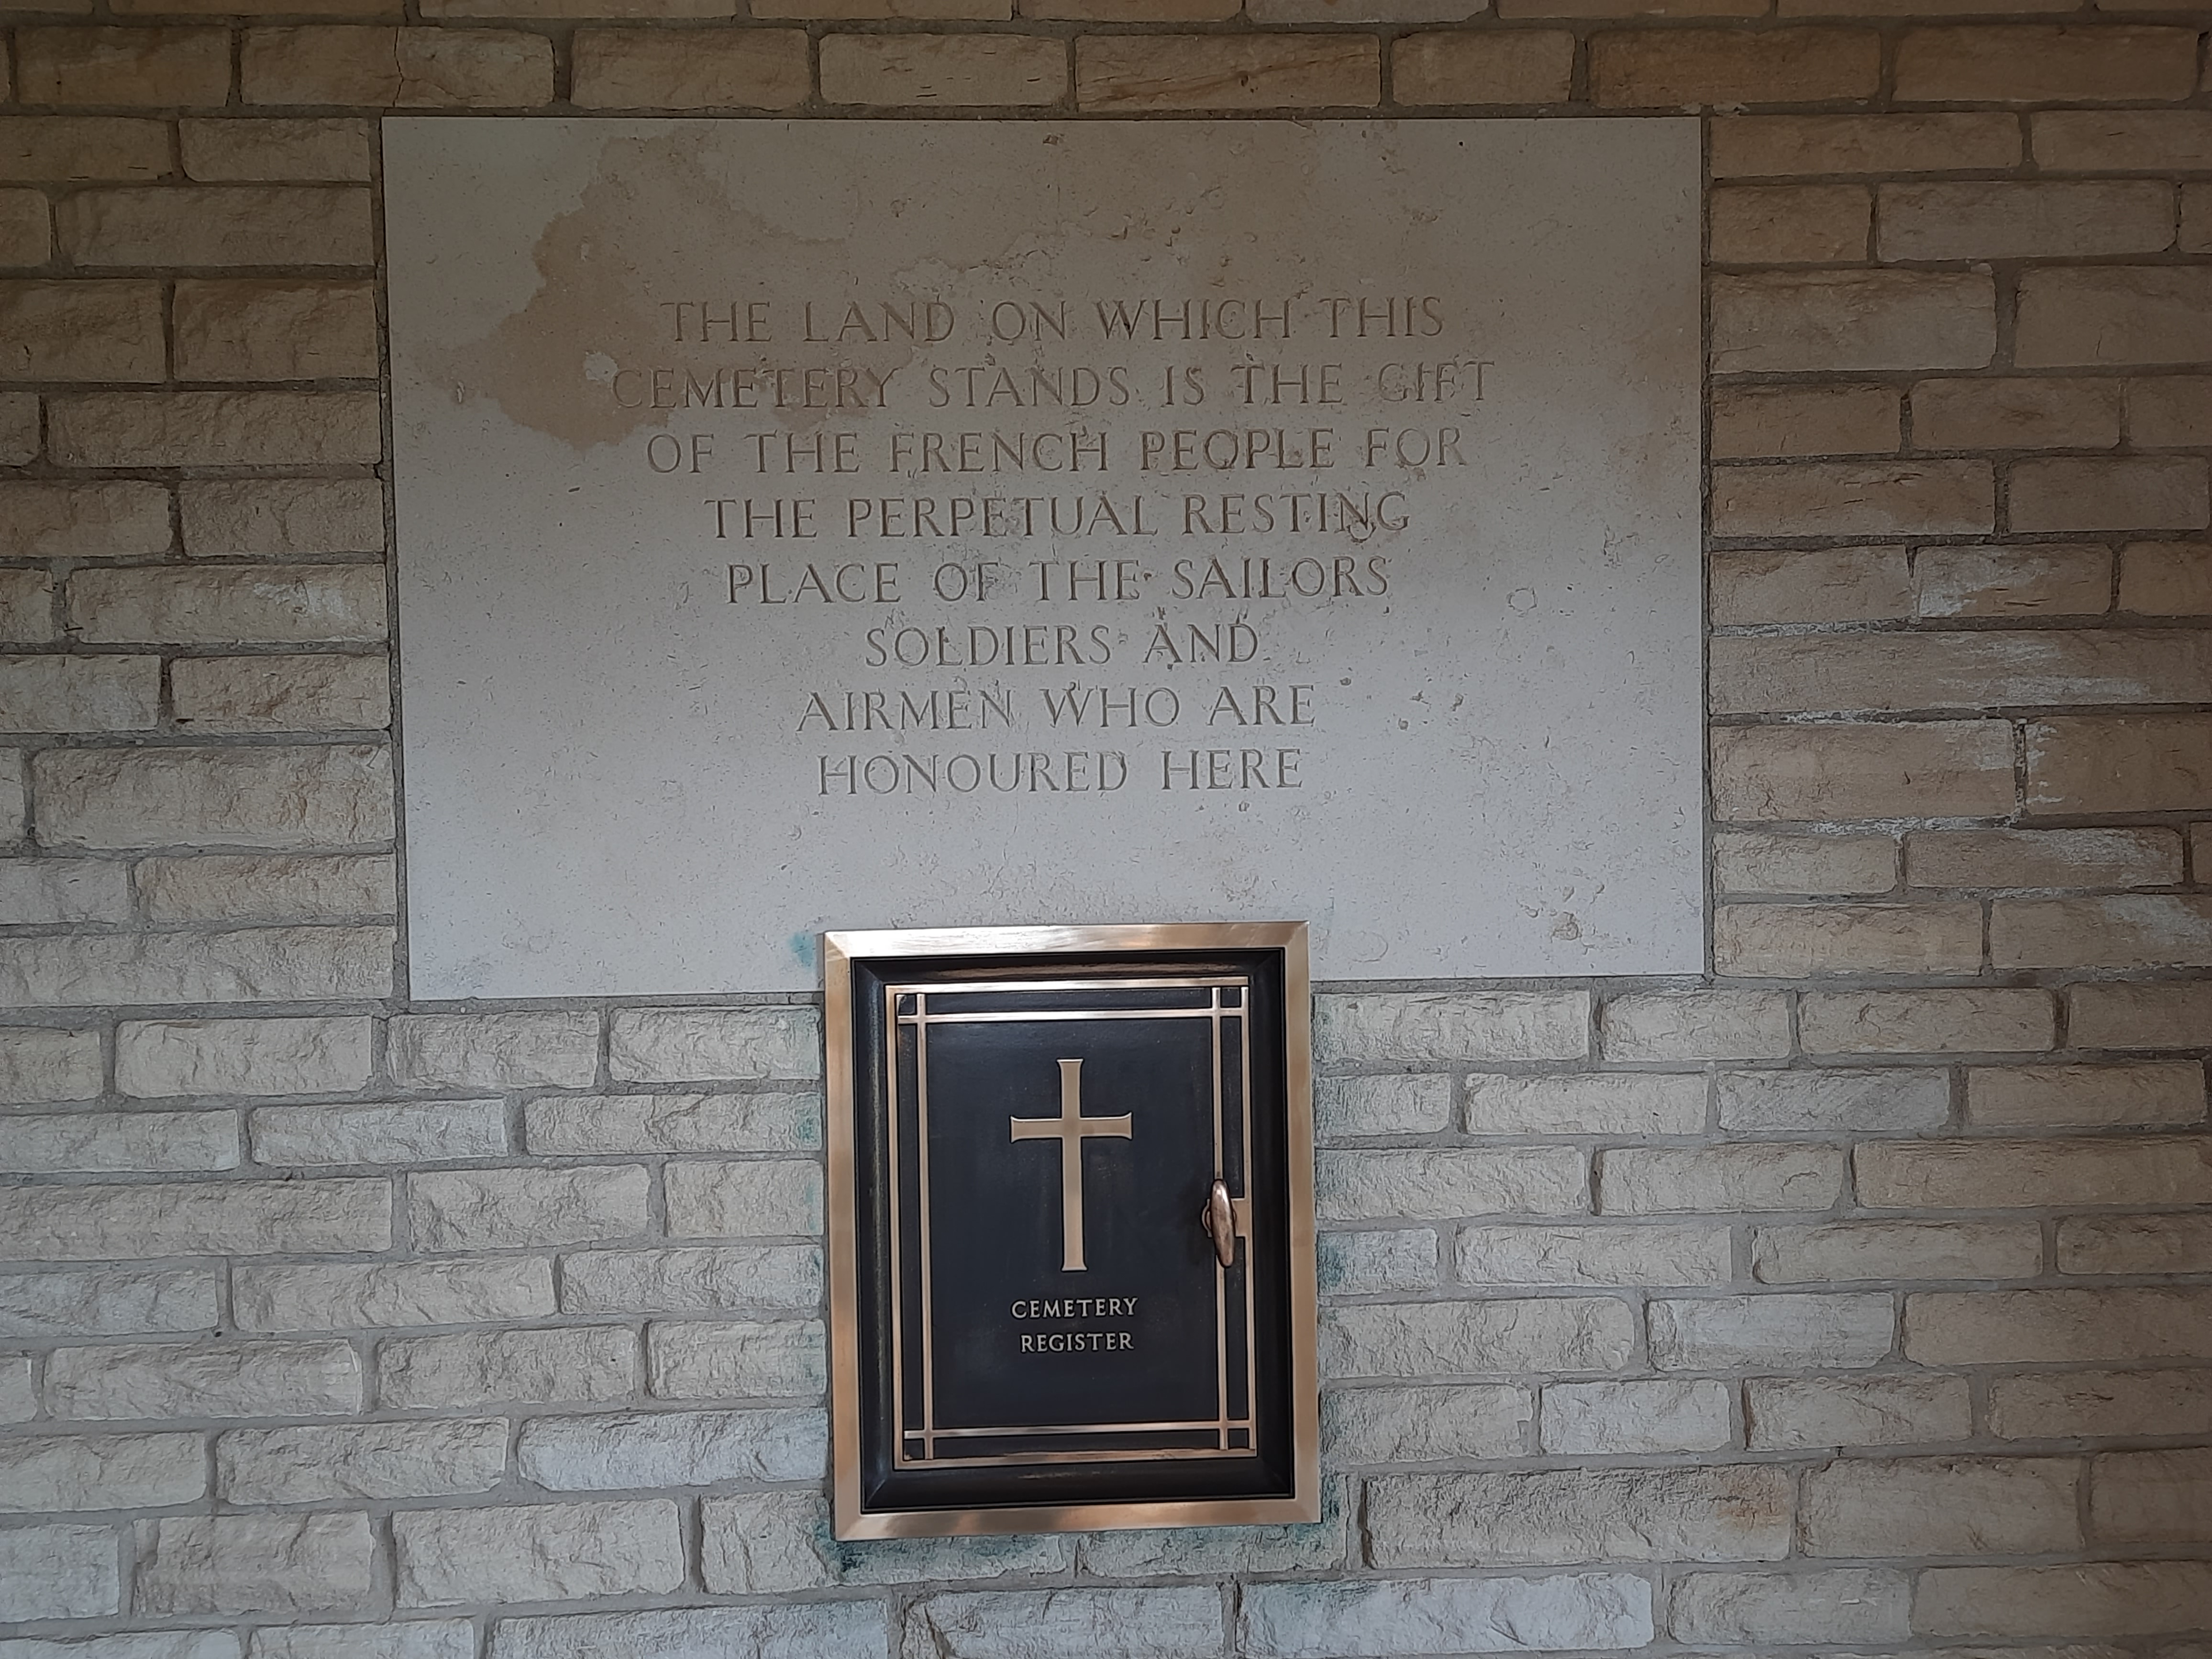 THE LAND ON WHICH THIS
CEMETERY STANDS IS THE GIFT
OF THE FRENCH PEOPLE FOR
THE PERPETUAL RESTING
PLACE OF THE SAILORS
SOLDIERS AND
AIRMEN WHO ARE
HONOURED HERE
CEMETERY
REGISTER